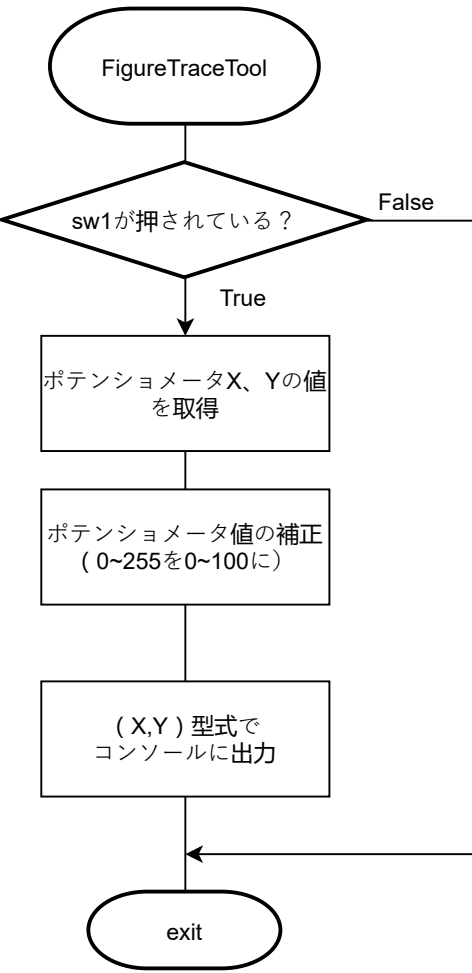 FigureTraceTool
sw1が押されている？
False
True
ポテンショメータX、Yの値
を取得
ポテンショメータ値の補正
（0~255を0~100に）
（X,Y）型式で
コンソールに出力
exit